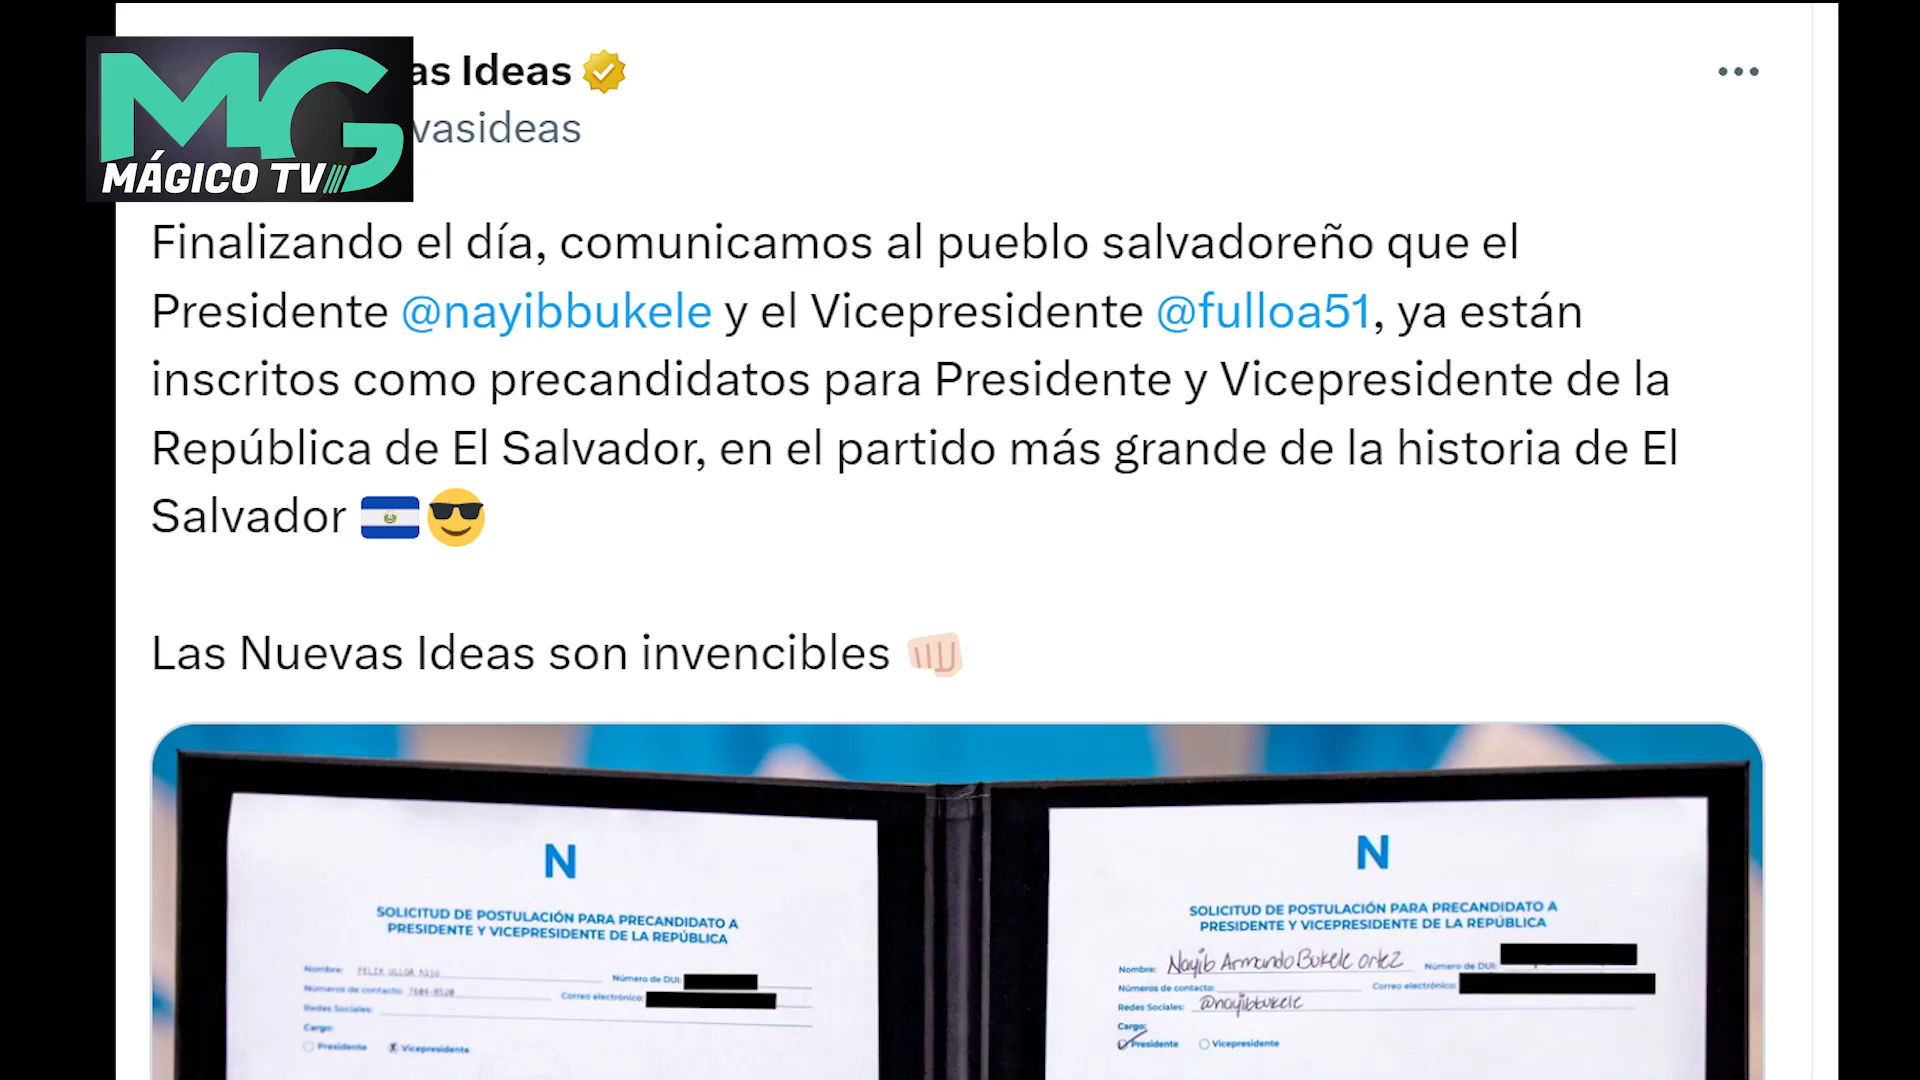 MG
MÁGICO TV
as Ideas
vasideas
Finalizando el día, comunicamos al pueblo salvadoreño que el
Presidente @nayibbukele y el Vicepresidente @fulloa51, ya están
inscritos como precandidatos para Presidente y Vicepresidente de la
República de El Salvador, en el partido más grande de la historia de El
Salvador 🇸🇻😎
Las Nuevas Ideas son invencibles 👊🏻
N
SOLICITUD DE POSTULACIÓN PARA PRECANDIDATO A
PRESIDENTE Y VICEPRESIDENTE DE LA REPÚBLICA
Nombre: FELIX ULLOA hijo Número de DUI:
Números de contacto: 7604-8520 Correo electrónico:
Redes Sociales:
Cargo:
Presidente X Vicepresidente
N
SOLICITUD DE POSTULACIÓN PARA PRECANDIDATO A
PRESIDENTE Y VICEPRESIDENTE DE LA REPÚBLICA
Nombre: Nayib Armando Bukele Ortez Número de DUI:
Números de contacto: Correo electrónico:
Redes Sociales: @nayibbukele
Cargo:
Presidente Vicepresidente